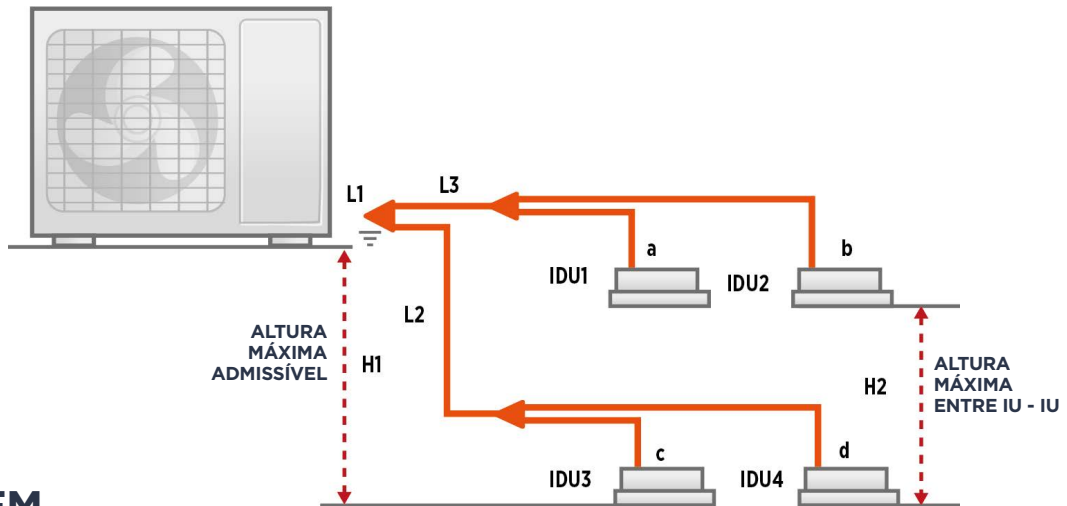 L1
L3
a
b
IDU1
IDU2
L2
ALTURA
MÁXIMA
ADMISSÍVEL
H1
H2
ALTURA
MÁXIMA
ENTRE IU - IU
c
d
IDU3
IDU4